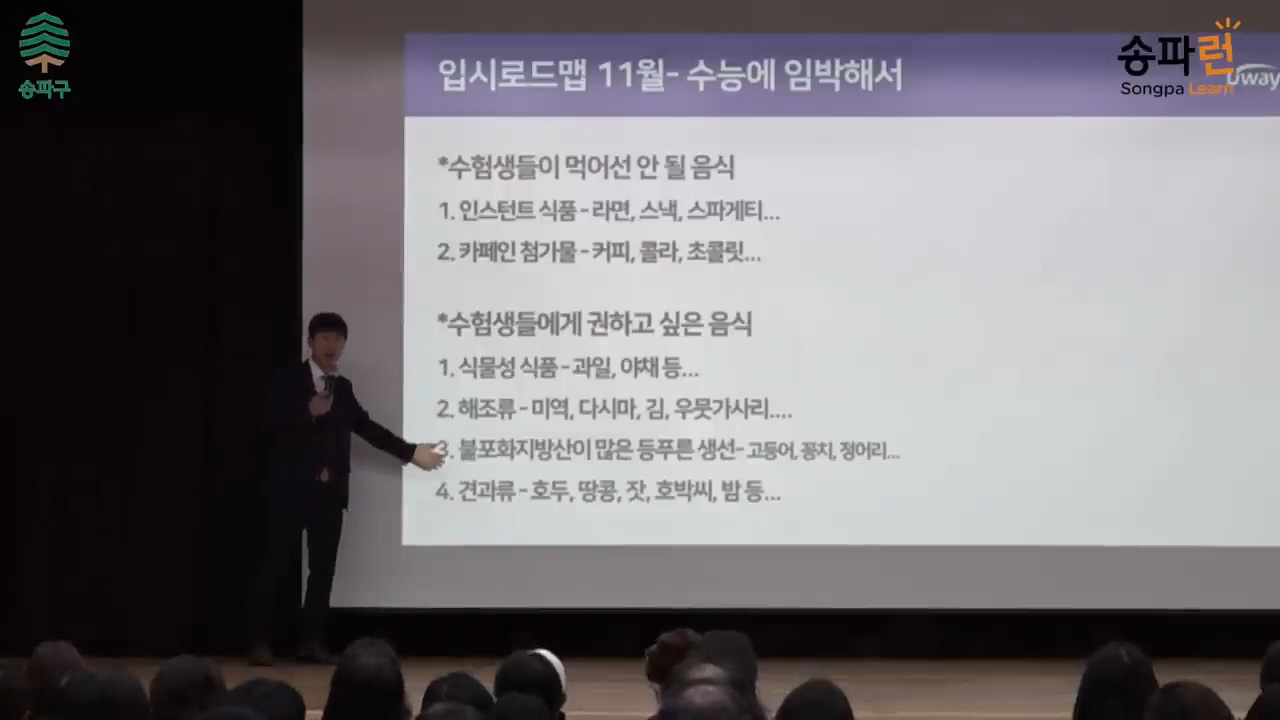 송파구
송파런
Songpa Learn
Uway
입시로드맵 11월- 수능에 임박해서
*수험생들이 먹어선 안 될 음식
1. 인스턴트 식품 - 라면, 스낵, 스파게티...
2. 카페인 첨가물 - 커피, 콜라, 초콜릿...
*수험생들에게 권하고 싶은 음식
1. 식물성 식품 - 과일, 야채 등...
2. 해조류 - 미역, 다시마, 김, 우뭇가사리....
3. 불포화지방산이 많은 등푸른 생선- 고등어, 꽁치, 정어리...
4. 견과류 - 호두, 땅콩, 잣, 호박씨, 밤 등...